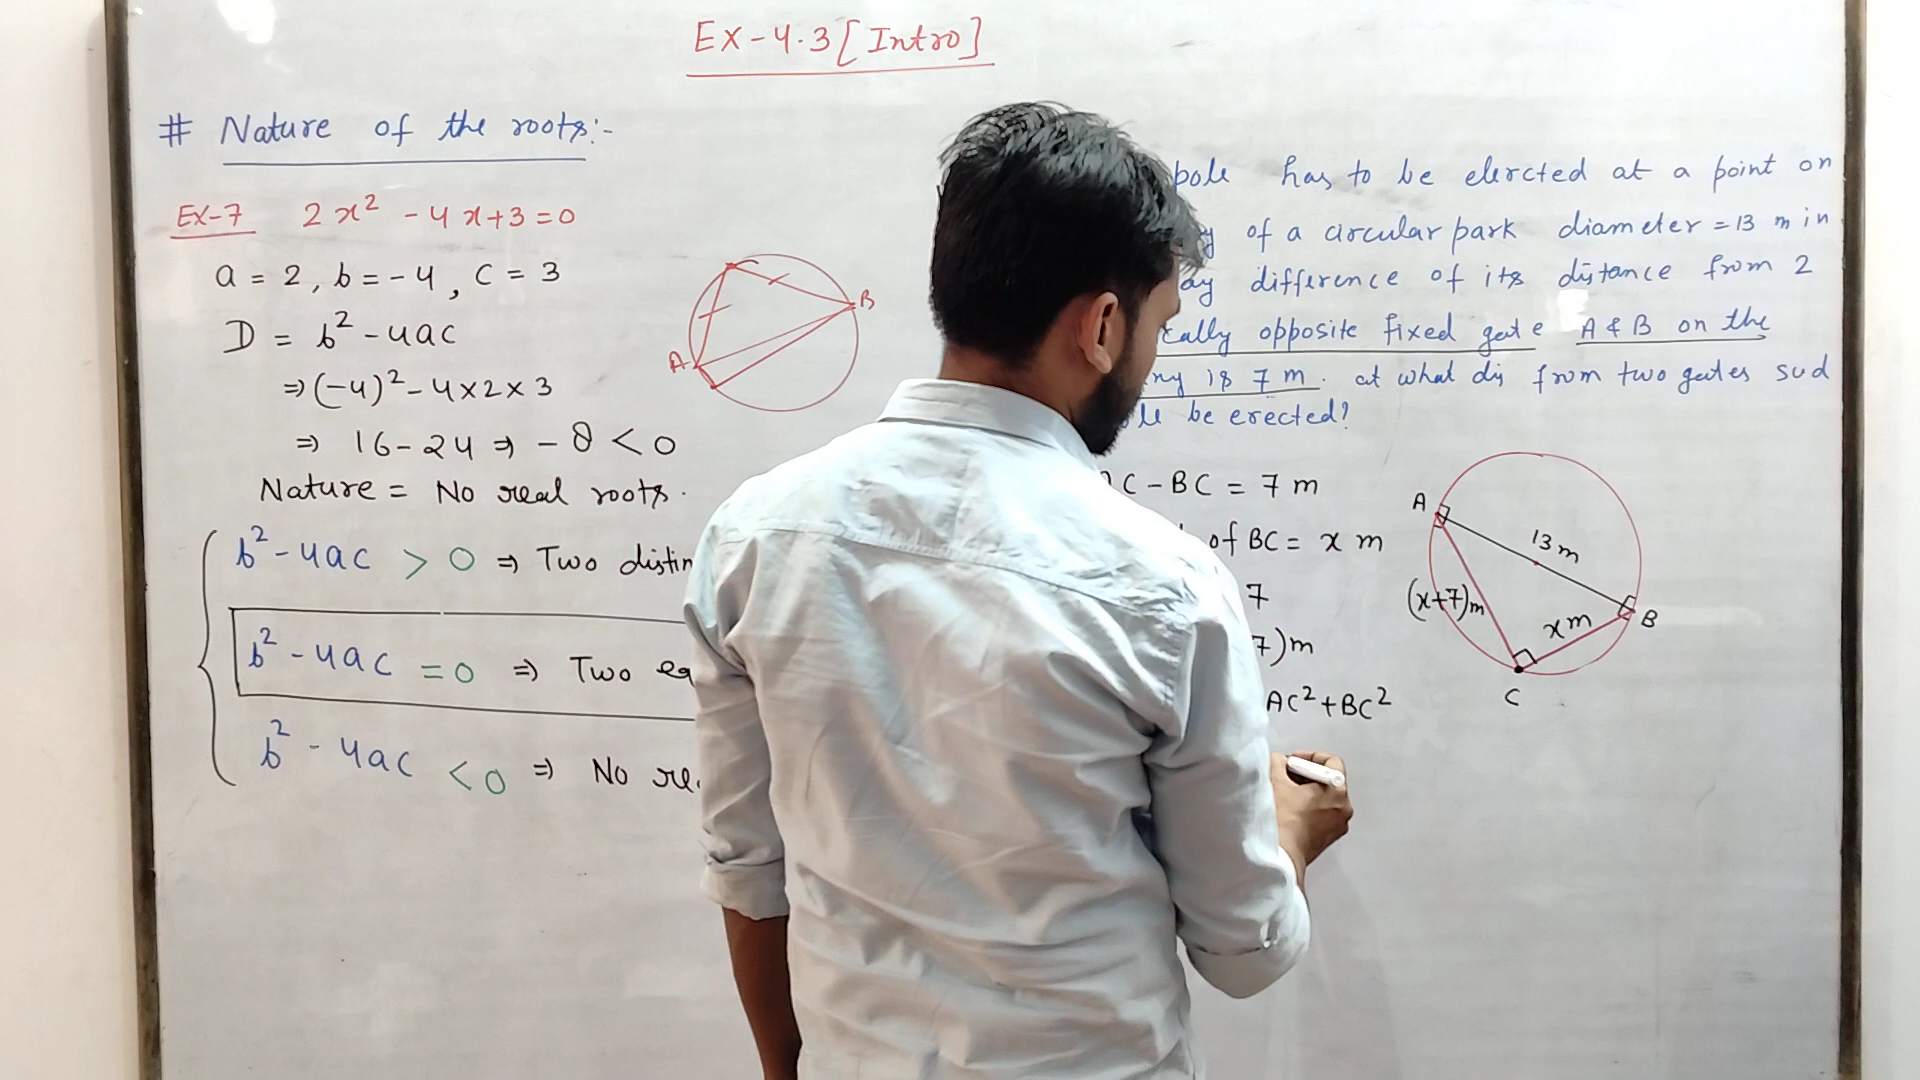 Ex-4.3 [Intro]
# Nature of the roots:-
Ex-7 2x² - 4x+3=0
a = 2, b = -4, c = 3
D = b² - 4ac
⇒ (-4)² - 4×2×3
⇒ 16-24 ⇒ -8 < 0
Nature = No real roots.
b² - 4ac > 0 ⇒ Two distin
b² - 4ac = 0 ⇒ Two eq
b² - 4ac < 0 ⇒ No re
A
B
pole has to be elercted at a point on
of a circular park diameter = 13 m in
difference of its distance from 2
cally opposite fixed gate A & B on the
is 7 m. at what dis from two gates sud
be erected?
C - BC = 7 m
of BC = x m
7
7)m
AC² + BC²
A
13 m
(x+7)m
x m
B
C